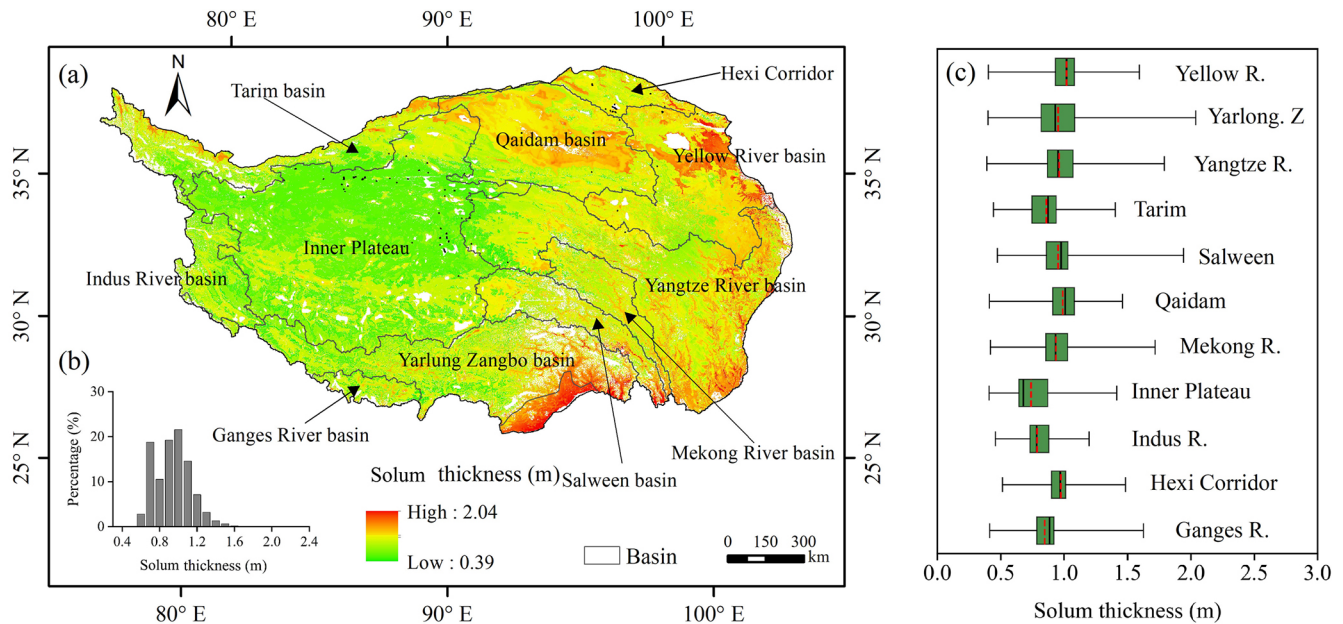 80° E 90° E 100° E
(a)
N
Tarim basin
Hexi Corridor
Qaidam basin
Yellow River basin
35° N
35° N
Inner Plateau
Indus River basin
Yangtze River basin
30° N
30° N
(b)
Yarlung Zangbo basin
Ganges River basin
Mekong River basin
Salween basin
25° N
25° N
30
20
10
0
Percentage (%)
0.4 0.8 1.2 1.6 2.0 2.4
Solum thickness (m)
Solum thickness (m)
High : 2.04
Low : 0.39
Basin
0 150 300
km
80° E 90° E 100° E
(c)
Yellow R.
Yarlong. Z
Yangtze R.
Tarim
Salween
Qaidam
Mekong R.
Inner Plateau
Indus R.
Hexi Corridor
Ganges R.
0.0 0.5 1.0 1.5 2.0 2.5 3.0
Solum thickness (m)